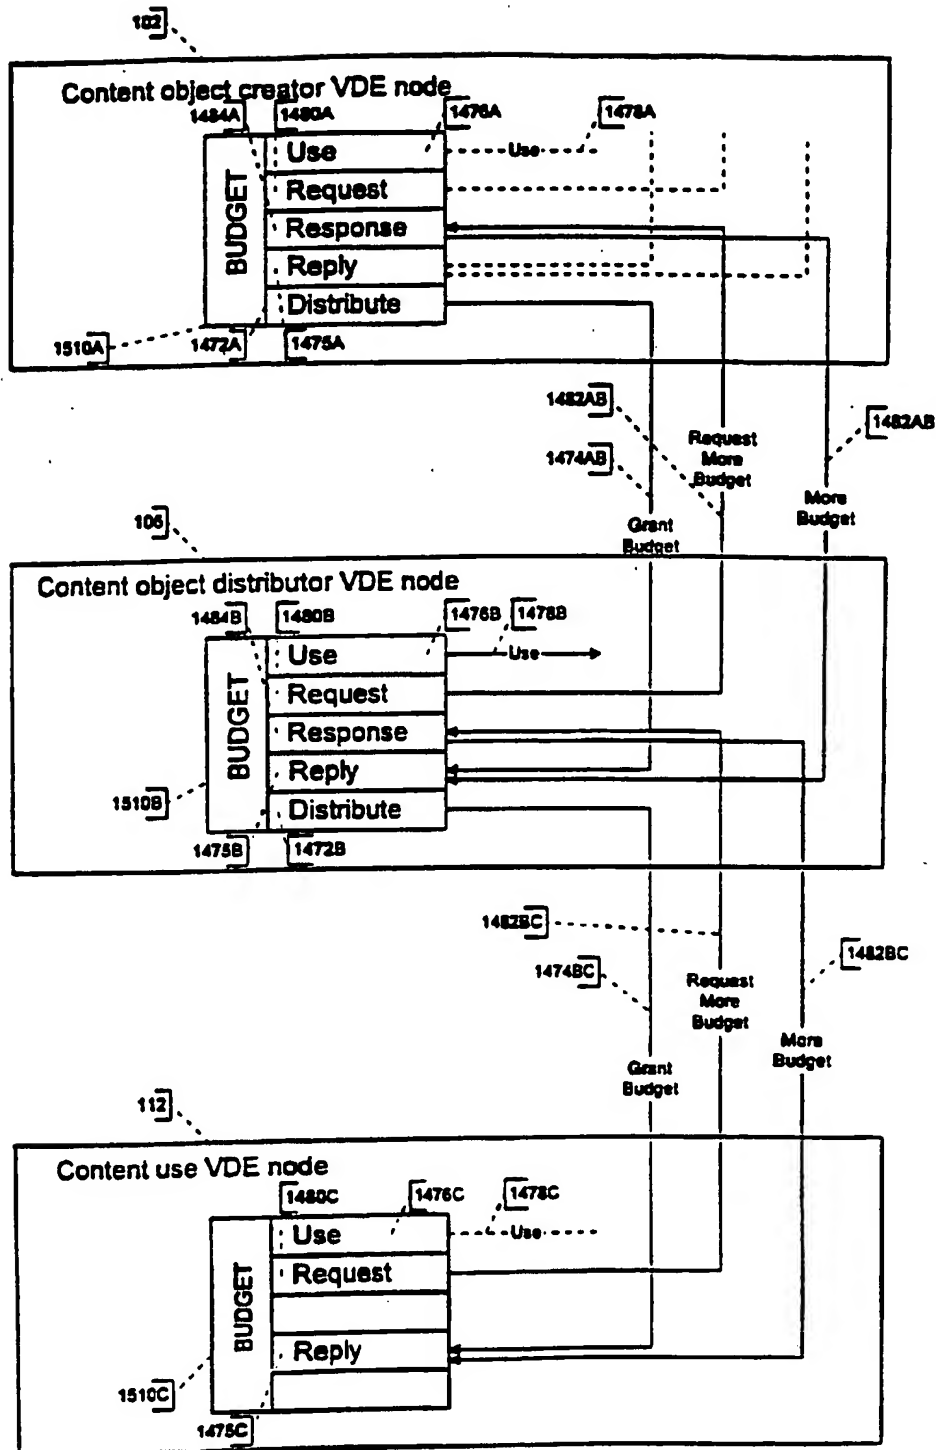 102
Content object creator VDE node
1484A
1480A
1476A
1478A
BUDGET
Use
Use
Request
Response
Reply
Distribute
1510A
1472A
1475A
1482AB
1482AB
1474AB
Request
More
Budget
More
Budget
Grant
Budget
106
Content object distributor VDE node
1484B
1480B
1476B
1478B
BUDGET
Use
Use
Request
Response
Reply
Distribute
1510B
1475B
1472B
1482BC
1482BC
1474BC
Request
More
Budget
More
Budget
Grant
Budget
112
Content use VDE node
1480C
1476C
1478C
BUDGET
Use
Use
Request
Reply
1510C
1475C